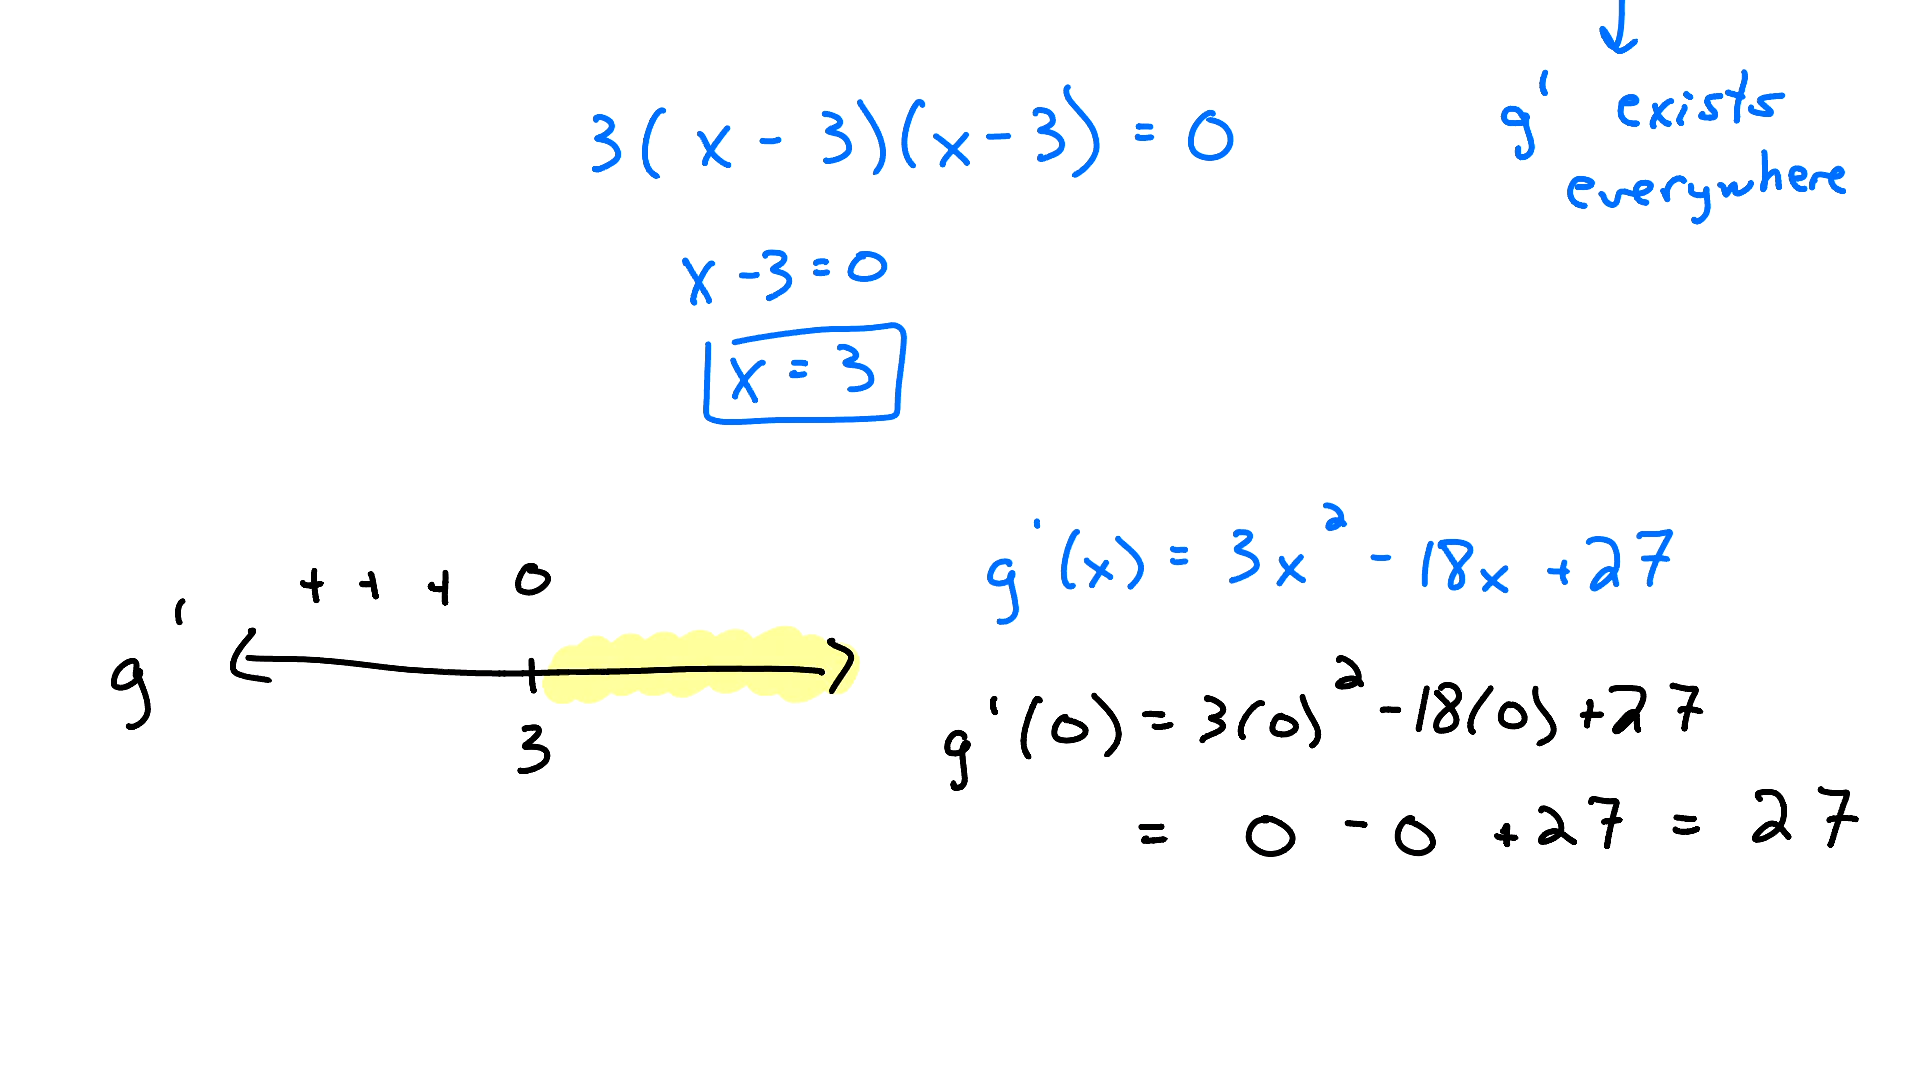 3(x-3)(x-3) = 0
g' exists
everywhere
x-3=0
x = 3
+ + + 0
g'
3
g'(x) = 3x² - 18x + 27
g'(0) = 3(0)² - 18(0) + 27
= 0 - 0 + 27 = 27